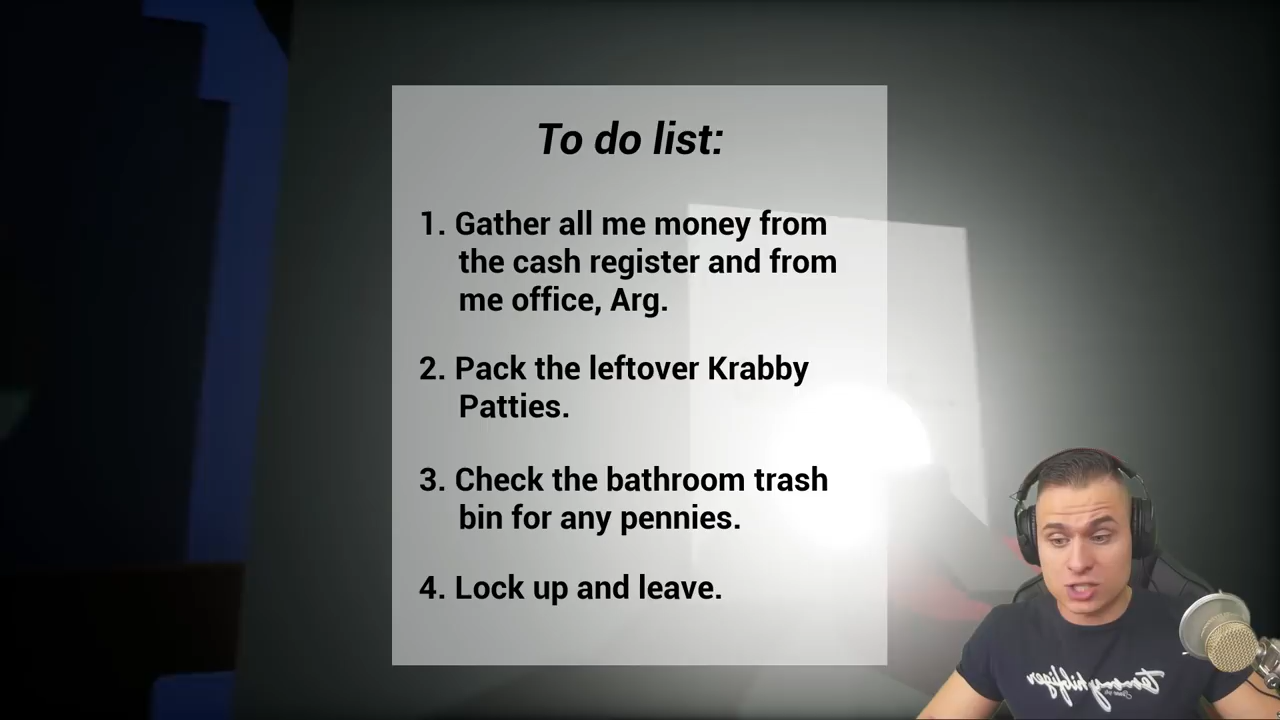 To do list:
1. Gather all me money from
the cash register and from
me office, Arg.
2. Pack the leftover Krabby
Patties.
3. Check the bathroom trash
bin for any pennies.
4. Lock up and leave.